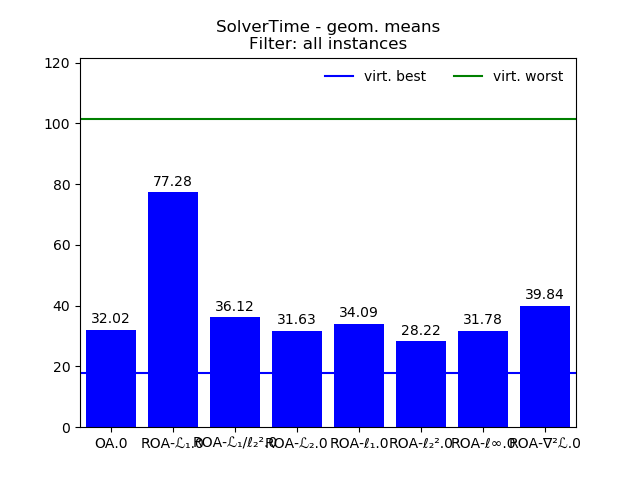 SolverTime - geom. means
Filter: all instances
virt. best
virt. worst
120
100
80
60
40
20
0
32.02
77.28
36.12
31.63
34.09
28.22
31.78
39.84
OA.0
ROA-ℒ₁.0
ROA-ℒ₁/ℓ₂².0
ROA-ℒ₂.0
ROA-ℓ₁.0
ROA-ℓ₂².0
ROA-ℓ∞.0
ROA-∇²ℒ.0